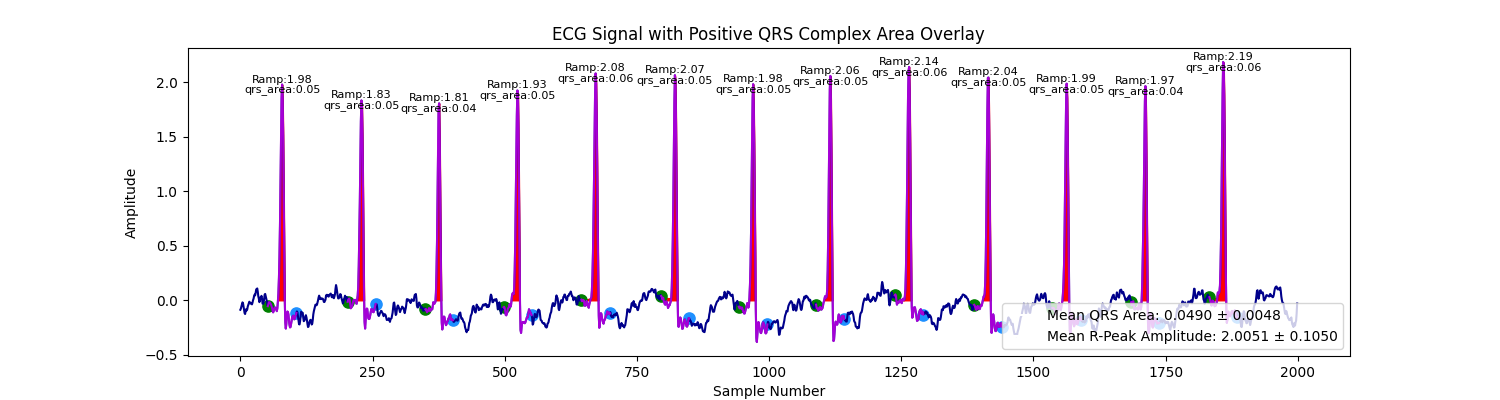 ECG Signal with Positive QRS Complex Area Overlay
Ramp:1.98
qrs_area:0.05
Ramp:1.83
qrs_area:0.05
Ramp:1.81
qrs_area:0.04
Ramp:1.93
qrs_area:0.05
Ramp:2.08
qrs_area:0.06
Ramp:2.07
qrs_area:0.05
Ramp:1.98
qrs_area:0.05
Ramp:2.06
qrs_area:0.05
Ramp:2.14
qrs_area:0.06
Ramp:2.04
qrs_area:0.05
Ramp:1.99
qrs_area:0.05
Ramp:1.97
qrs_area:0.04
Ramp:2.19
qrs_area:0.06
Amplitude
2.0
1.5
1.0
0.5
0.0
−0.5
Mean QRS Area: 0.0490 ± 0.0048
Mean R-Peak Amplitude: 2.0051 ± 0.1050
0 250 500 750 1000 1250 1500 1750 2000
Sample Number